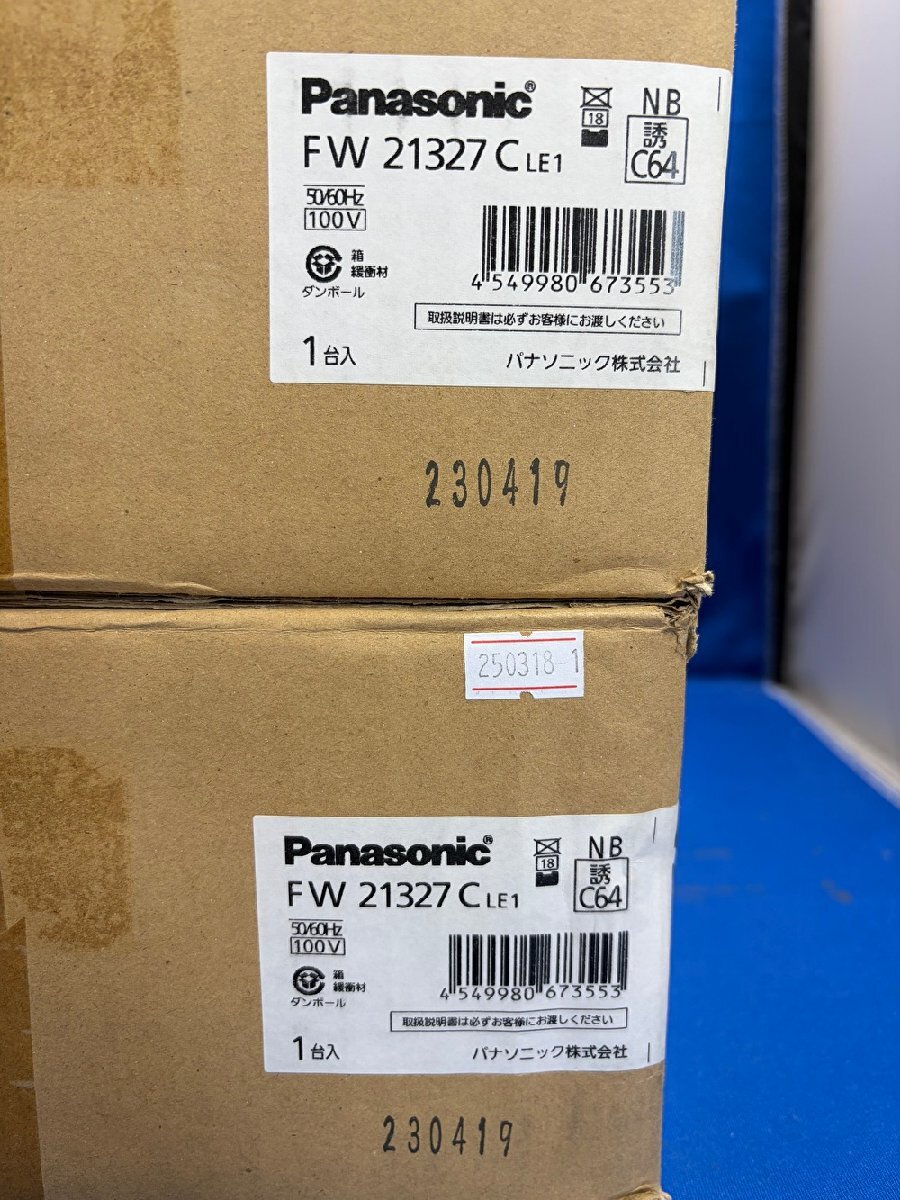 Panasonic®
FW 21327 C LE1
18
NB
誘
C64
50/60Hz
100V
箱
緩衝材
ダンボール
4 549980 673553
取扱説明書は必ずお客様にお渡しください
1台入
パナソニック株式会社
230419
250318 1
Panasonic®
FW 21327 C LE1
18
NB
誘
C64
50/60Hz
100V
箱
緩衝材
ダンボール
4 549980 673553
取扱説明書は必ずお客様にお渡しください
1台入
パナソニック株式会社
230419